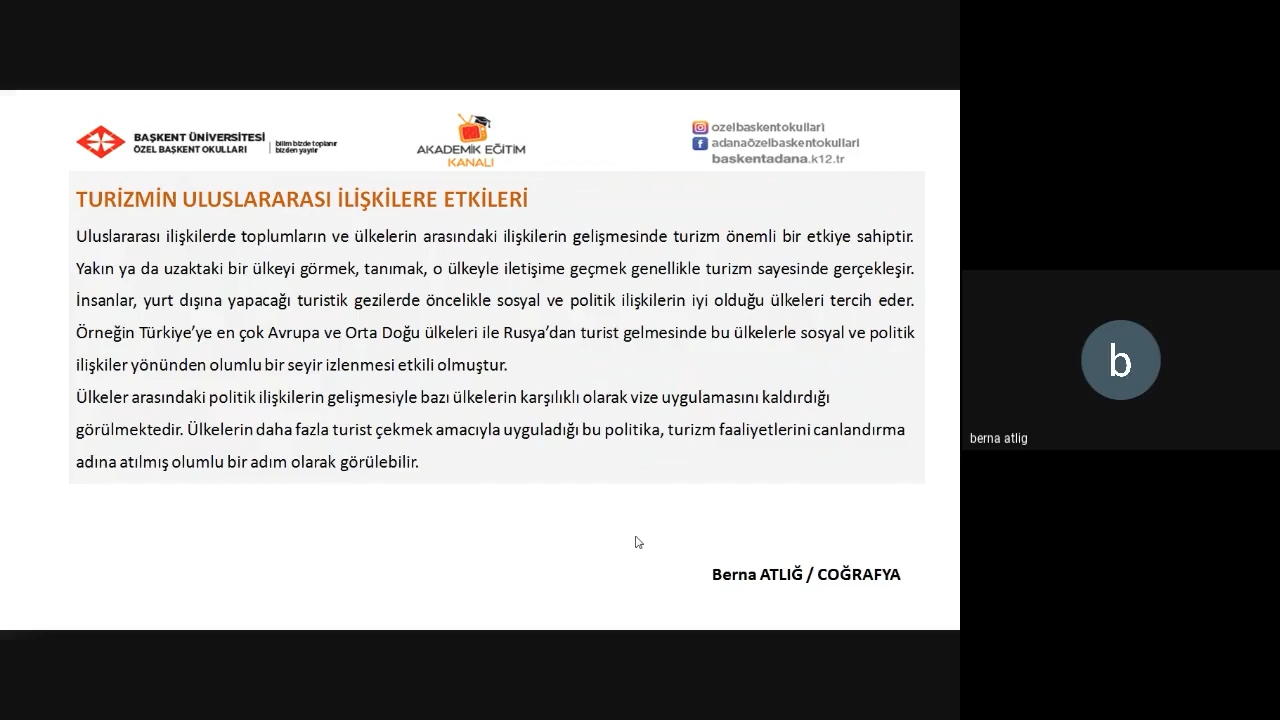 BAŞKENT ÜNİVERSİTESİ
ÖZEL BAŞKENT OKULLARI
bilim bizde toplanır
bizden yayılır
AKADEMİK EĞİTİM
KANALI
ozelbaskentokullari
adanaözelbaskentokullari
baskentadana.k12.tr
TURİZMİN ULUSLARARASI İLİŞKİLERE ETKİLERİ
Uluslararası ilişkilerde toplumların ve ülkelerin arasındaki ilişkilerin gelişmesinde turizm önemli bir etkiye sahiptir.
Yakın ya da uzaktaki bir ülkeyi görmek, tanımak, o ülkeyle iletişime geçmek genellikle turizm sayesinde gerçekleşir.
İnsanlar, yurt dışına yapacağı turistik gezilerde öncelikle sosyal ve politik ilişkilerin iyi olduğu ülkeleri tercih eder.
Örneğin Türkiye’ye en çok Avrupa ve Orta Doğu ülkeleri ile Rusya’dan turist gelmesinde bu ülkelerle sosyal ve politik
ilişkiler yönünden olumlu bir seyir izlenmesi etkili olmuştur.
Ülkeler arasındaki politik ilişkilerin gelişmesiyle bazı ülkelerin karşılıklı olarak vize uygulamasını kaldırdığı
görülmektedir. Ülkelerin daha fazla turist çekmek amacıyla uyguladığı bu politika, turizm faaliyetlerini canlandırma
adına atılmış olumlu bir adım olarak görülebilir.
Berna ATLIĞ / COĞRAFYA
b
berna atlig